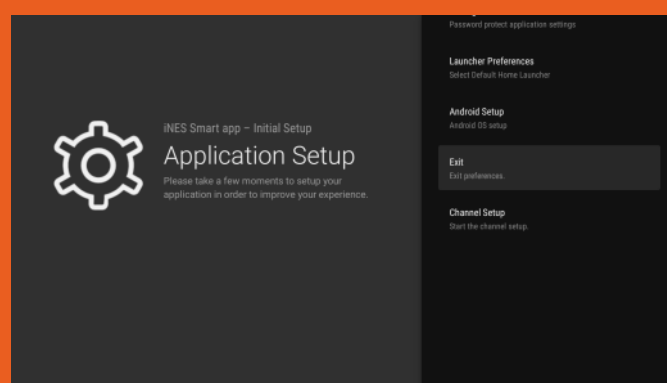 iNES Smart app – Initial Setup
Application Setup
Please take a few moments to setup your
application in order to improve your experience.
Password protect application settings
Launcher Preferences
Select Default Home Launcher
Android Setup
Android OS setup
Exit
Exit preferences.
Channel Setup
Start the channel setup.